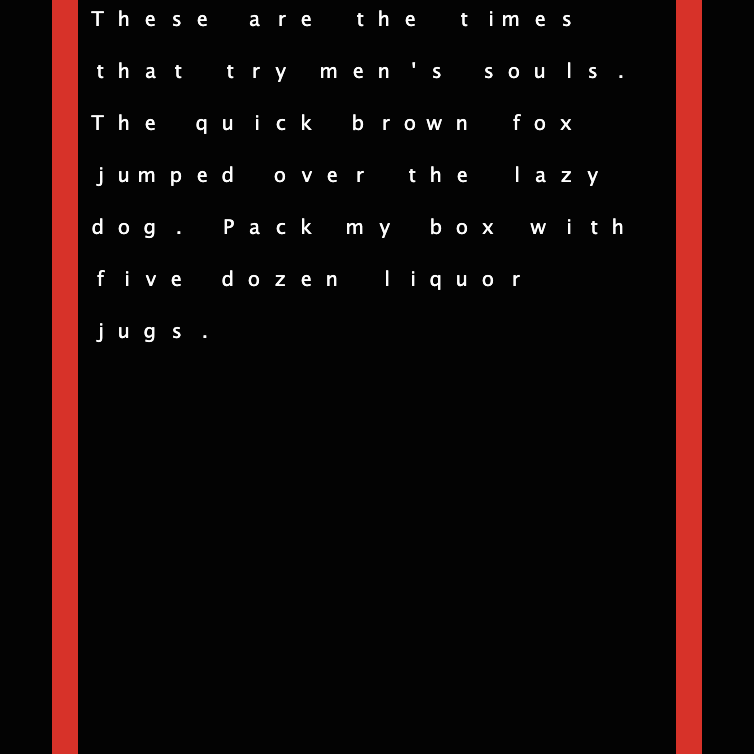 These are the times
that try men's souls.
The quick brown fox
jumped over the lazy
dog. Pack my box with
five dozen liquor
jugs.